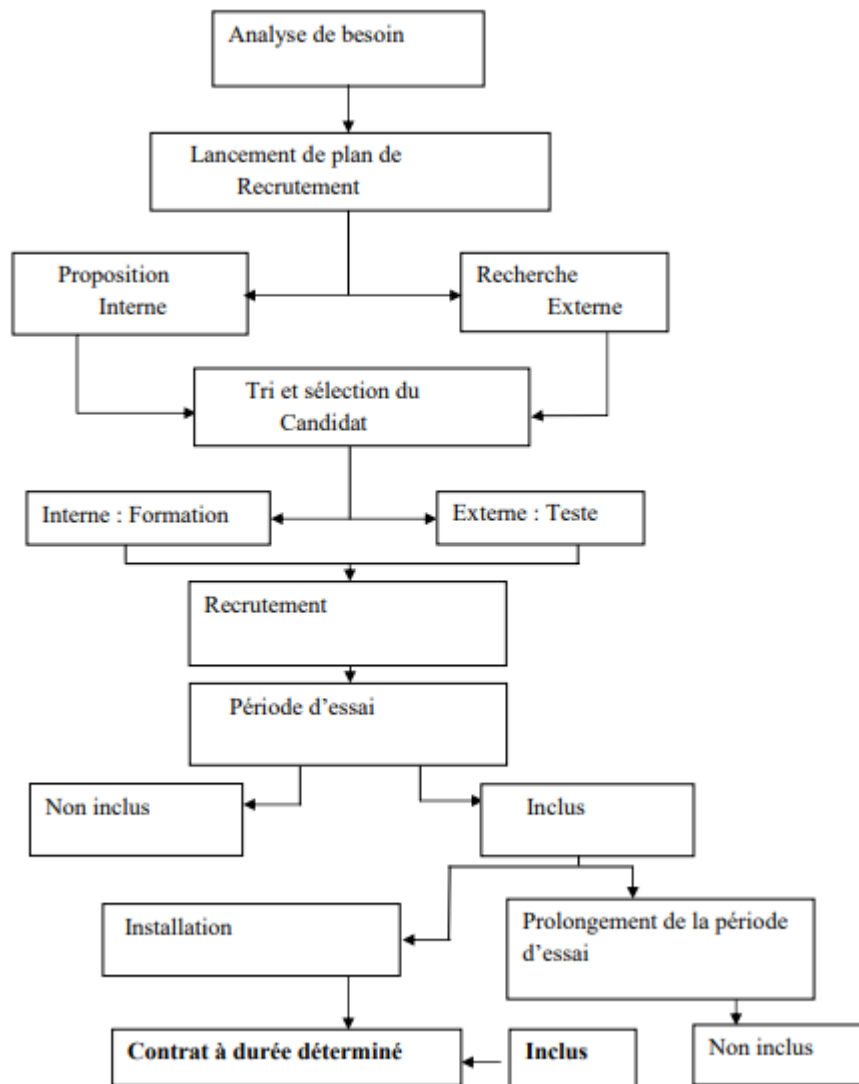 Analyse de besoin
Lancement de plan de
Recrutement
Proposition
Interne
Recherche
Externe
Tri et sélection du
Candidat
Interne : Formation
Externe : Teste
Recrutement
Période d’essai
Non inclus
Inclus
Installation
Prolongement de la période
d’essai
Contrat à durée déterminé
Inclus
Non inclus